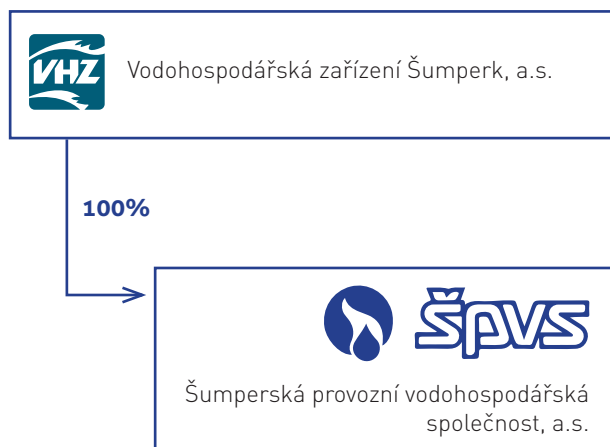 VHZ
Vodohospodářská zařízení Šumperk, a.s.
100%
špvs
Šumperská provozní vodohospodářská
společnost, a.s.